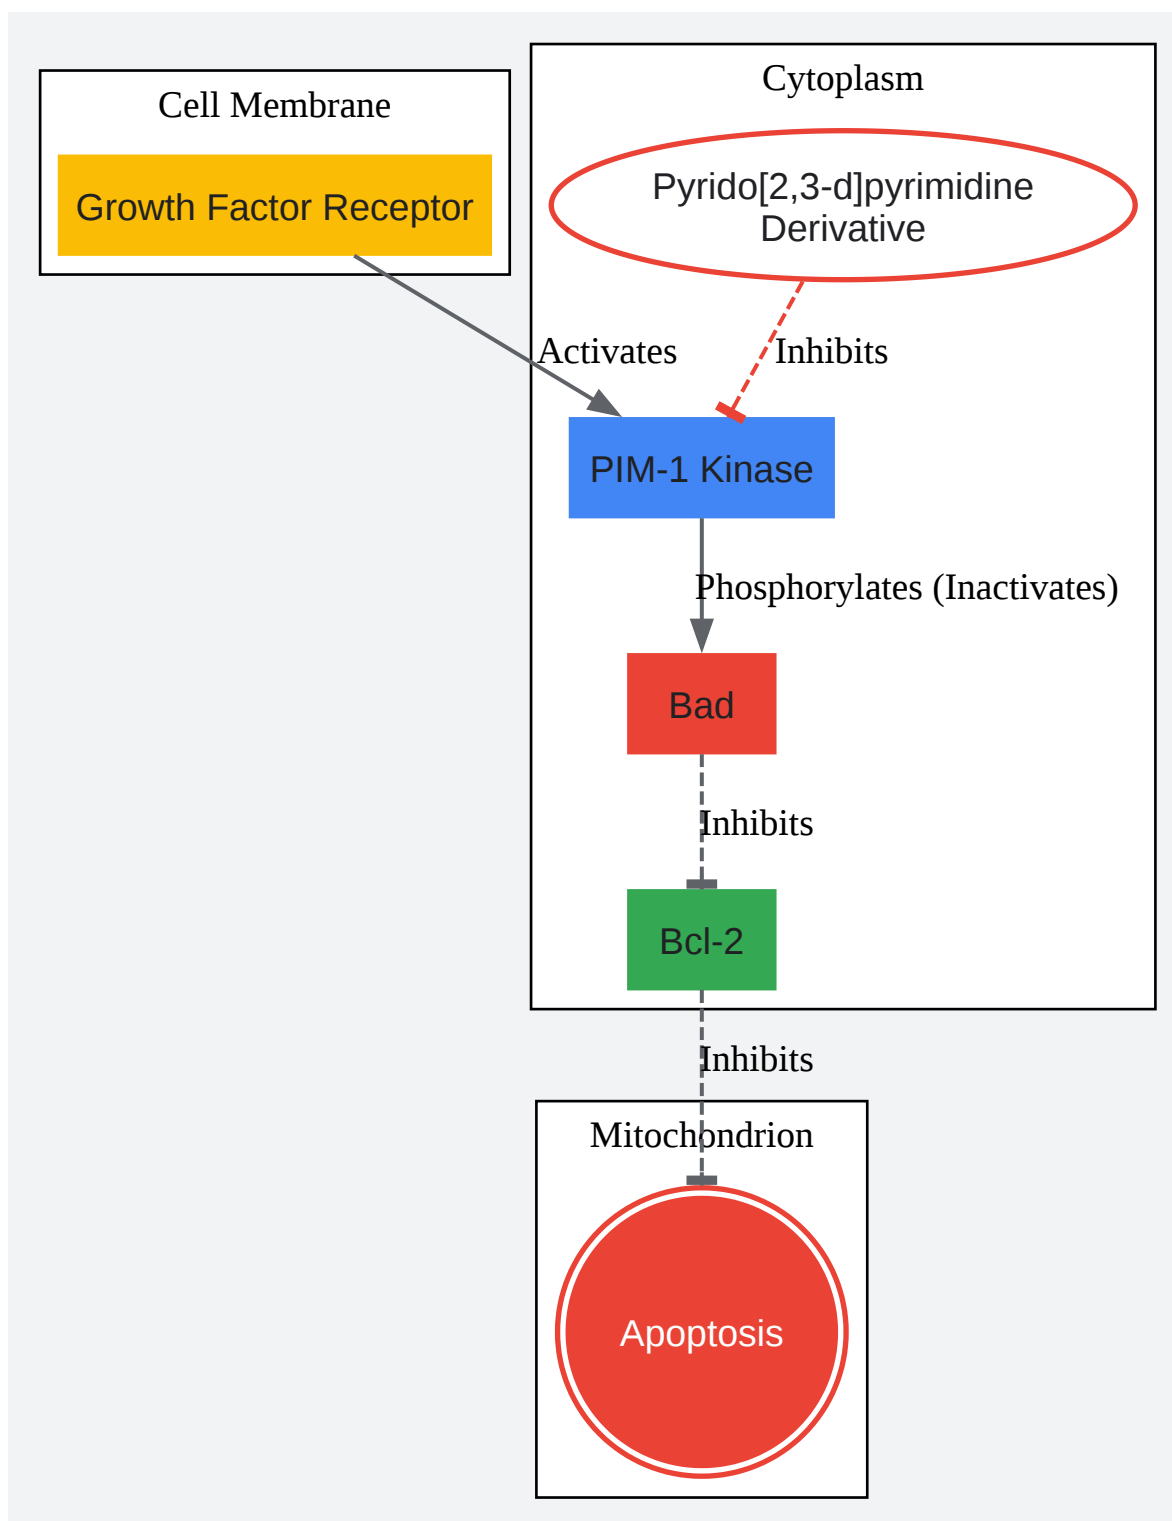 Cell Membrane
Growth Factor Receptor
Cytoplasm
Pyrido[2,3-d]pyrimidine
Derivative
Activates
Inhibits
PIM-1 Kinase
Phosphorylates (Inactivates)
Bad
Inhibits
Bcl-2
Inhibits
Mitochondrion
Apoptosis